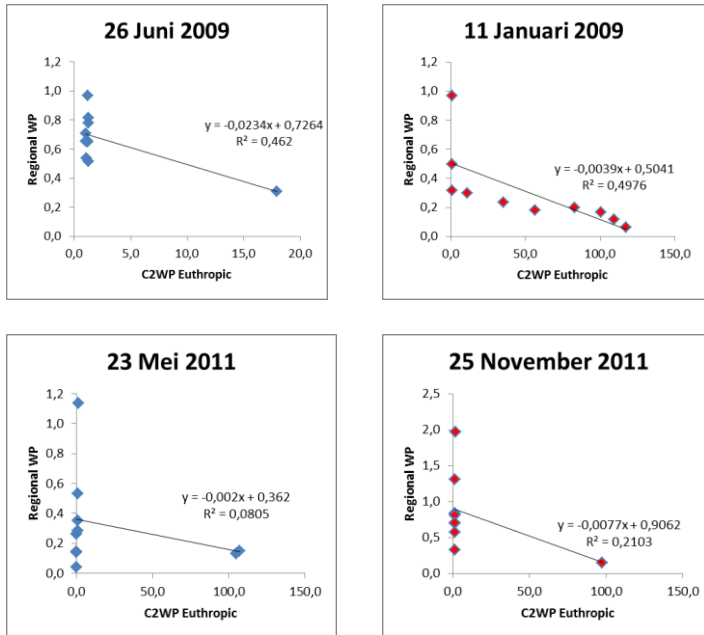 26 Juni 2009
1,2
1,0
0,8
0,6
0,4
0,2
0,0
Regional WP
y = -0,0234x + 0,7264
R² = 0,462
0,0 5,0 10,0 15,0 20,0
C2WP Euthropic
11 Januari 2009
1,2
1,0
0,8
0,6
0,4
0,2
0,0
Regional WP
y = -0,0039x + 0,5041
R² = 0,4976
0,0 50,0 100,0 150,0
C2WP Euthropic
23 Mei 2011
1,2
1,0
0,8
0,6
0,4
0,2
0,0
Regional WP
y = -0,002x + 0,362
R² = 0,0805
0,0 50,0 100,0 150,0
C2WP Euthropic
25 November 2011
2,5
2,0
1,5
1,0
0,5
0,0
Regional WP
y = -0,0077x + 0,9062
R² = 0,2103
0,0 50,0 100,0 150,0
C2WP Euthropic